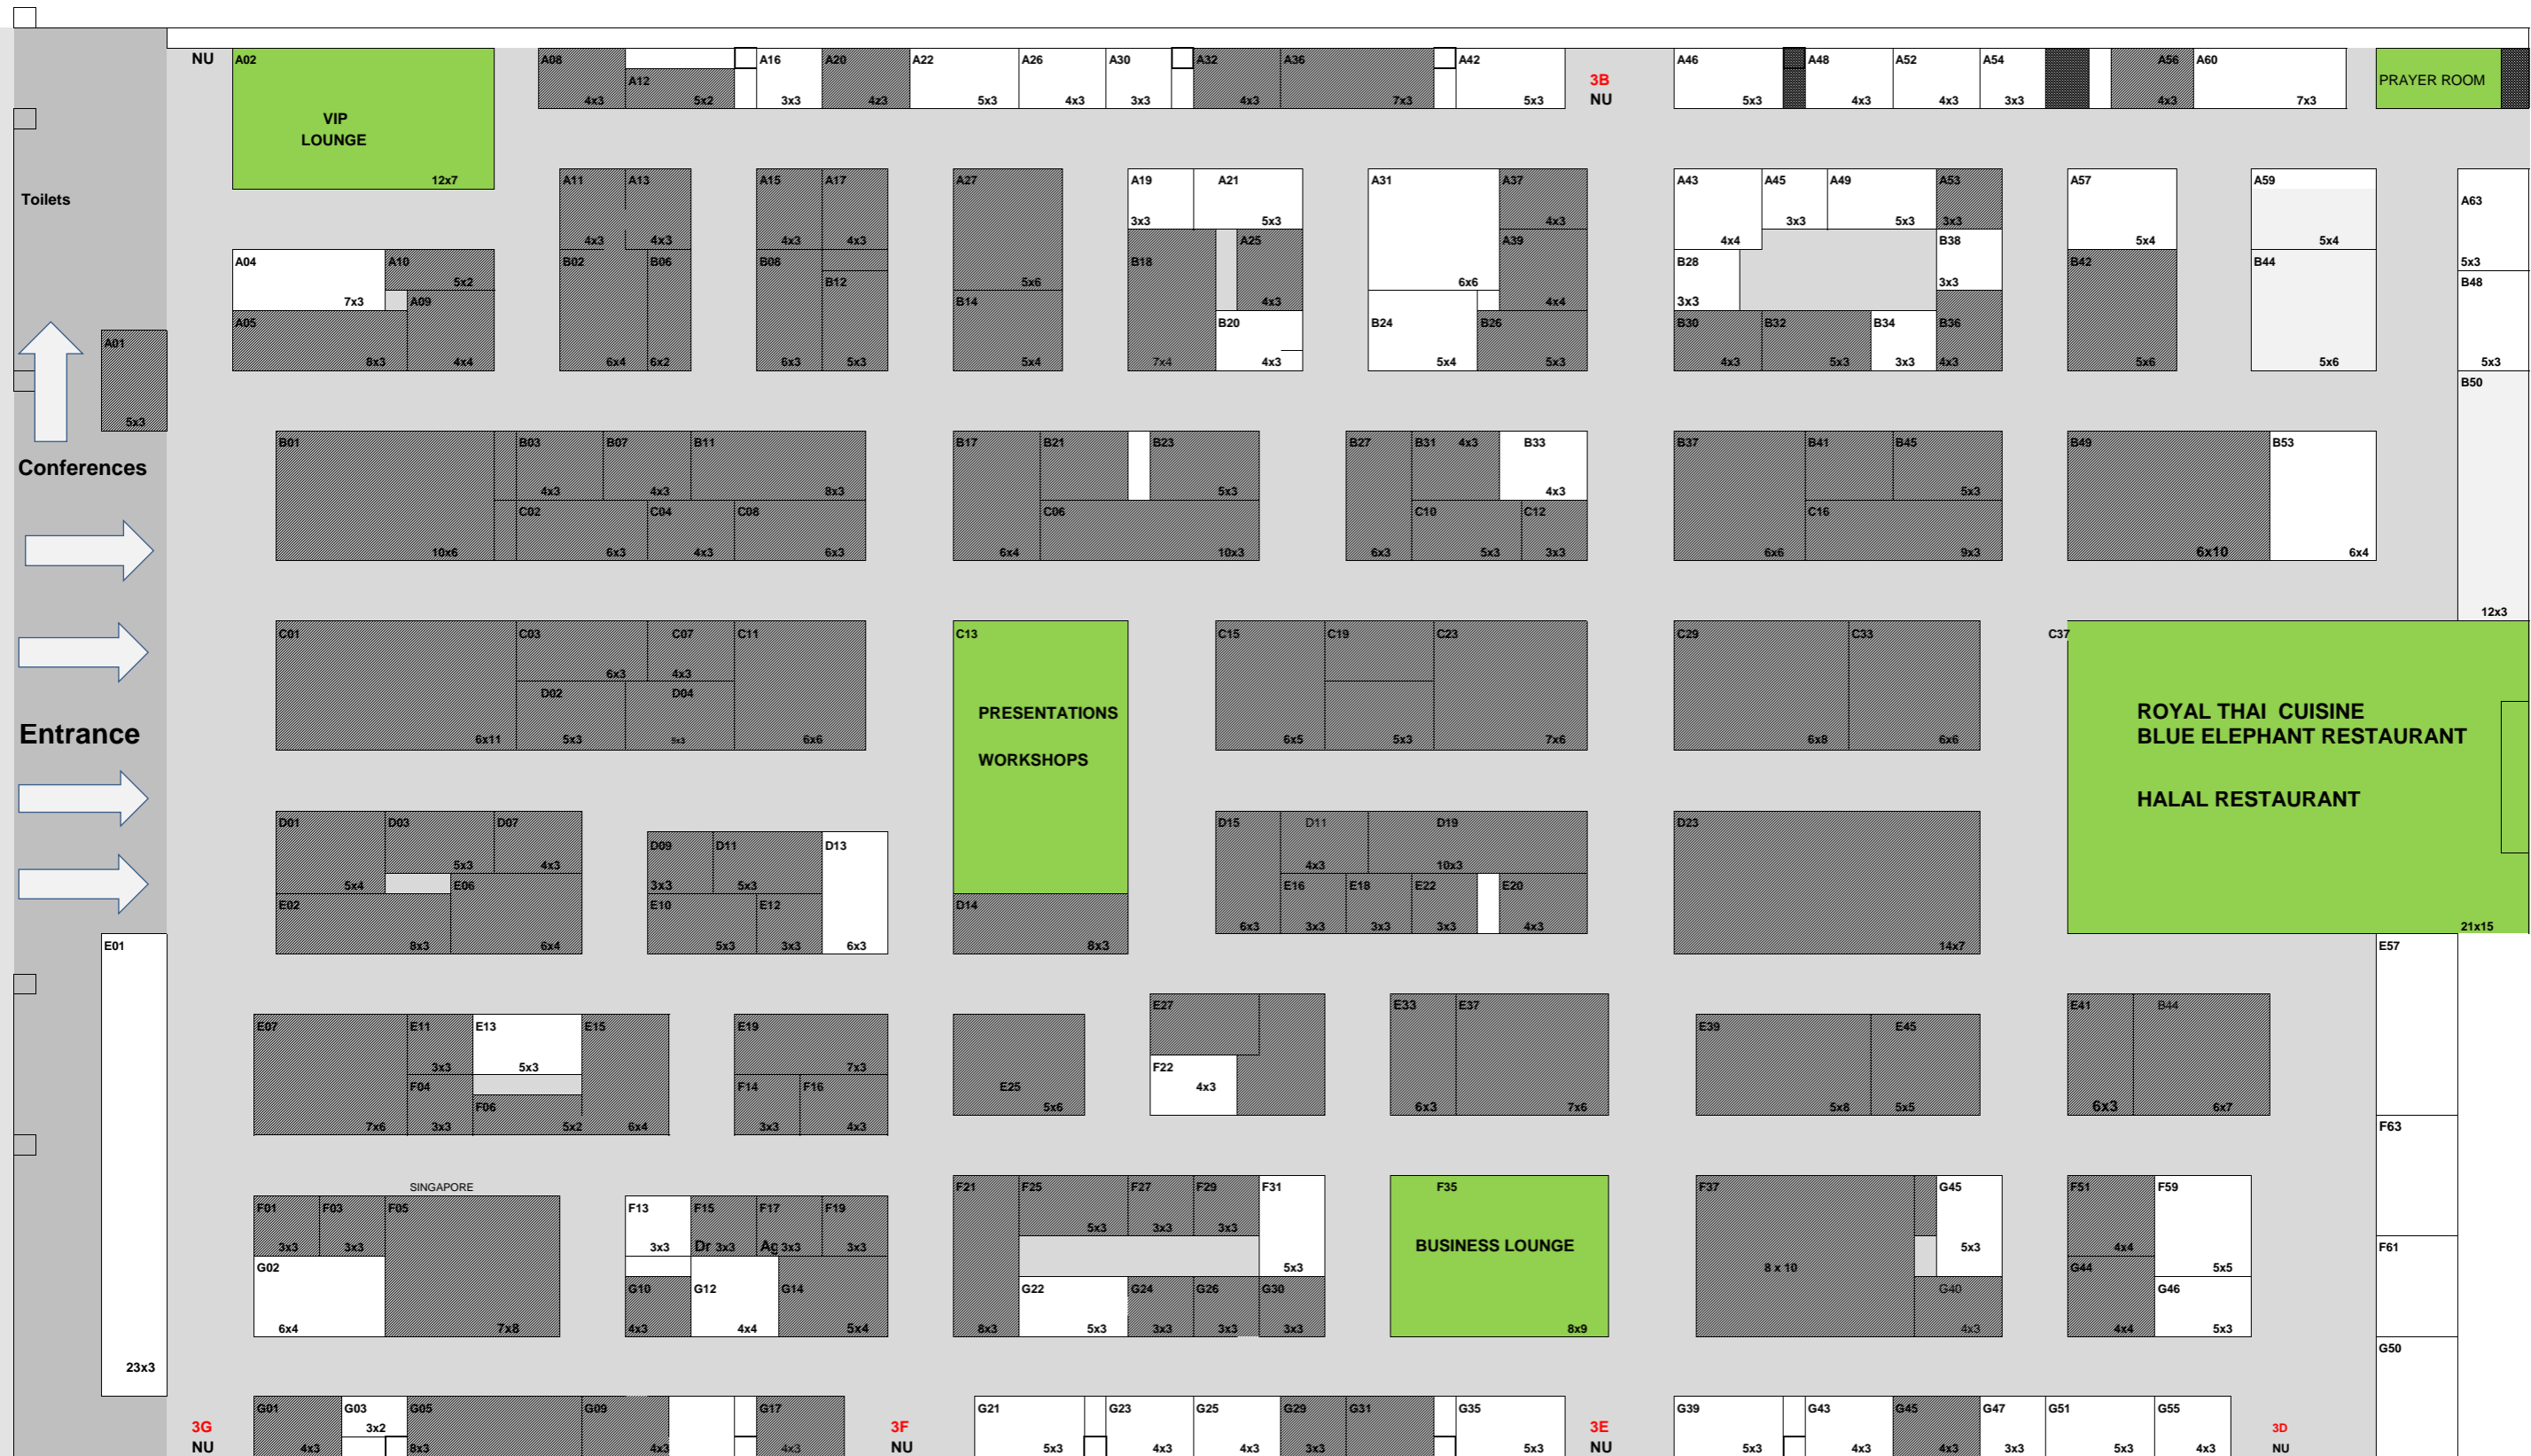 NU A02 A08 A12 A16 A20 A22 A26 A30 A32 A36 A42 A46 A48 A52 A54 A56 A60
3B
PRAYER ROOM
4x3 5x2 3x3 4z3 5x3 4x3 3x3 4x3 7x3 5x3 NU 5x3 4x3 4x3 3x3 4x3 7x3
VIP
LOUNGE
12x7
A11 A13 A15 A17 A27 A19 A21 A31 A37 A43 A45 A49 A53 A57 A59
Toilets
A63
3x3 5x3 4x3 3x3 5x3 3x3
4x3 4x3 4x3 4x3 A25 A39 4x4 B38 5x4 5x4
A04 A10 B02 B06 B08 B18 B28 B42 B44 5x3
5x2 B12 5x6 6x6 3x3 B48
7x3 A09 B14 4x3 4x4 3x3
A05 B20 B24 B26 B30 B32 B34 B36
A01
8x3 4x4 6x4 6x2 6x3 5x3 5x4 7x4 4x3 5x4 5x3 4x3 5x3 3x3 4x3 5x6 5x6 5x3
B50
5x3
B01 B03 B07 B11 B17 B21 B23 B27 B31 4x3 B33 B37 B41 B45 B49 B53
Conferences
4x3 4x3 8x3 5x3 4x3 5x3
C02 C04 C08 C06 C10 C12 C16
10x6 6x3 4x3 6x3 6x4 10x3 6x3 5x3 3x3 6x6 9x3 6x10 6x4
12x3
C01 C03 C07 C11 C13 C15 C19 C23 C29 C33 C37
6x3 4x3
D02 D04
PRESENTATIONS
ROYAL THAI CUISINE
Entrance
BLUE ELEPHANT RESTAURANT
6x11 5x3 5x3 6x6 6x5 5x3 7x6 6x8 6x6
WORKSHOPS
HALAL RESTAURANT
D01 D03 D07 D15 D11 D19 D23
D09 D11 D13
5x3 4x3 4x3 10x3
5x4 E06 3x3 5x3 E16 E18 E22 E20
E02 E10 E12 D14
6x3 3x3 3x3 3x3 4x3 21x15
8x3 6x4 5x3 3x3 6x3 8x3 14x7
E01 E57
E27 E33 E37 E41 B44
E07 E11 E13 E15 E19 E39 E45
3x3 5x3 7x3 F22
F04 F14 F16 E25 4x3
F06 5x6 6x3 7x6 5x8 5x5 6x3 6x7
7x6 3x3 5x2 6x4 3x3 4x3 F63
SINGAPORE
F21 F25 F27 F29 F31 F35 F37 G45 F51 F59
F01 F03 F05 F13 F15 F17 F19
5x3 3x3 3x3
3x3 3x3 3x3 Dr 3x3 Ag 3x3 3x3 BUSINESS LOUNGE 5x3 4x4 F61
G02 5x3 8 x 10 G44 5x5
G10 G12 G14 G22 G24 G26 G30 G40 G46
6x4 7x8 4x3 4x4 5x4 8x3 5x3 3x3 3x3 3x3 8x9 4x3 4x4 5x3
G50
23x3
G01 G03 G05 G09 G17 G21 G23 G25 G29 G31 G35 G39 G43 G45 G47 G51 G55
3G 3x2 3F 3E 3D
NU 4x3 8x3 4x3 4x3 NU 5x3 4x3 4x3 3x3 5x3 NU 5x3 4x3 4x3 3x3 5x3 4x3 NU